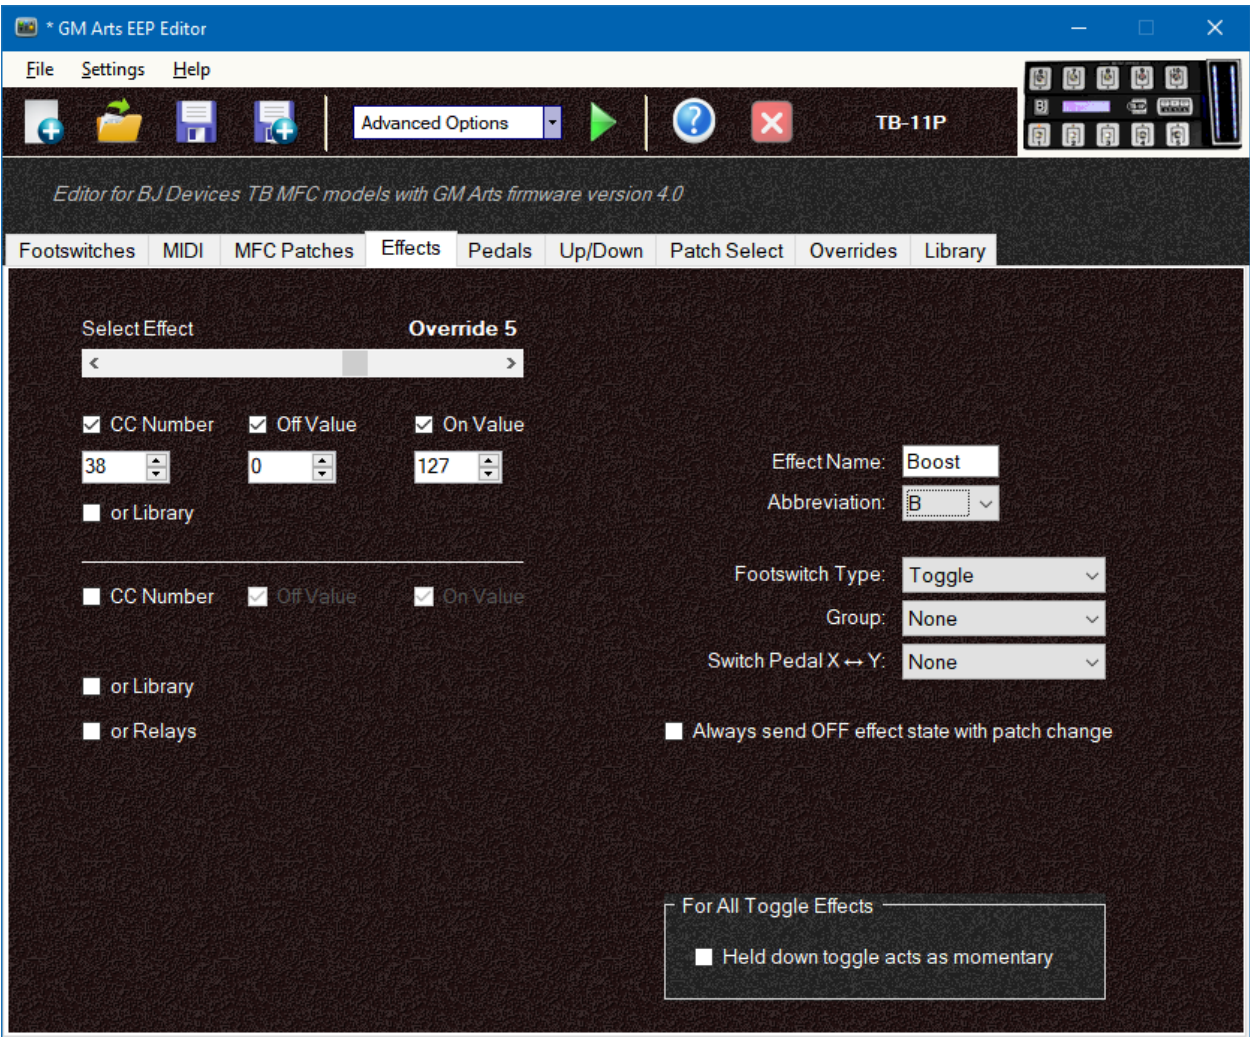 * GM Arts EEP Editor
File Settings Help
Advanced Options TB-11P
Editor for BJ Devices TB MFC models with GM Arts firmware version 4.0
Footswitches MIDI MFC Patches Effects Pedals Up/Down Patch Select Overrides Library
Select Effect Override 5
CC Number Off Value On Value
38 0 127
or Library
CC Number Off Value On Value
or Library
or Relays
Effect Name: Boost
Abbreviation: B
Footswitch Type: Toggle
Group: None
Switch Pedal X ↔ Y: None
Always send OFF effect state with patch change
For All Toggle Effects
Held down toggle acts as momentary